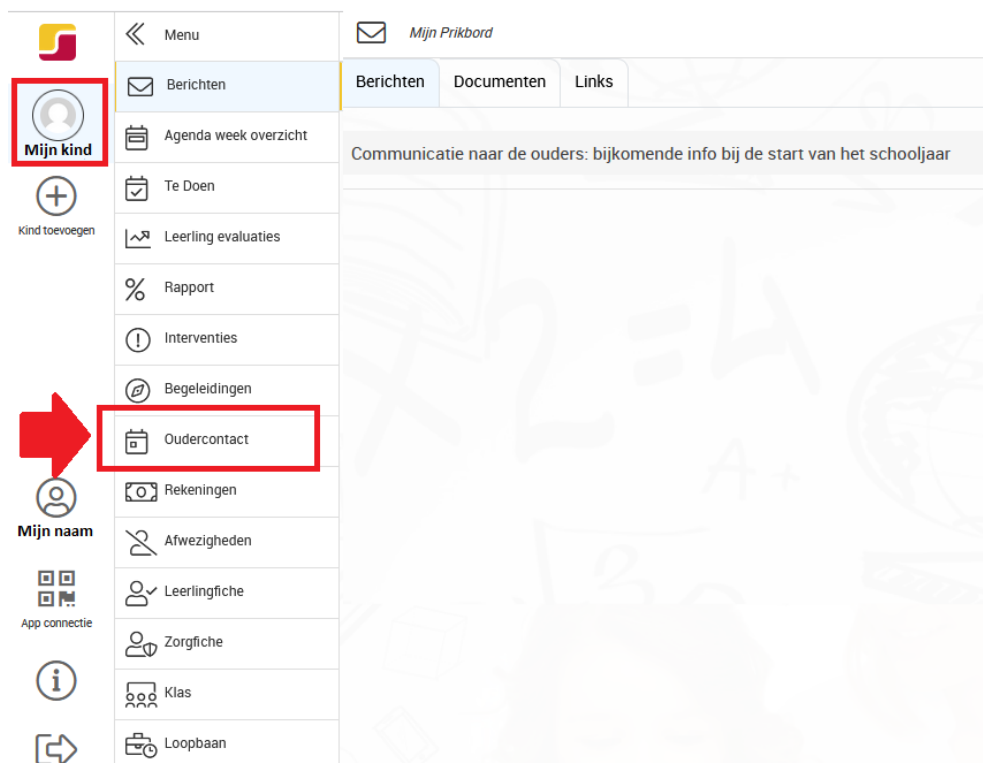 Mijn kind
Kind toevoegen
Mijn naam
App connectie
Menu
Berichten
Agenda week overzicht
Te Doen
Leerling evaluaties
Rapport
Interventies
Begeleidingen
Oudercontact
Rekeningen
Afwezigheden
Leerlingfiche
Zorgfiche
Klas
Loopbaan
Mijn Prikbord
Berichten Documenten Links
Communicatie naar de ouders: bijkomende info bij de start van het schooljaar
2=4
A+